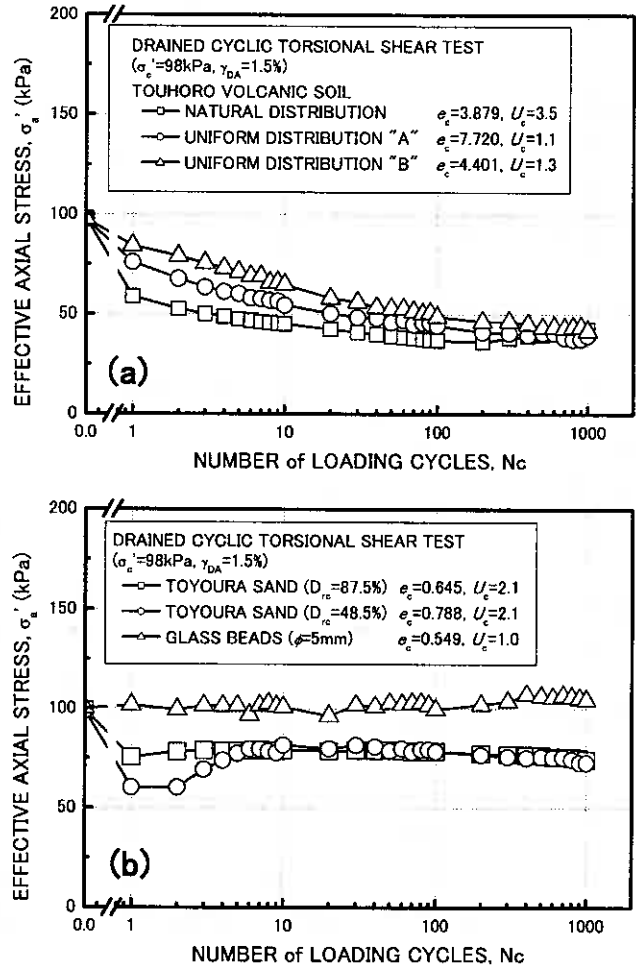 200
DRAINED CYCLIC TORSIONAL SHEAR TEST
(σc'=98kPa, γDA=1.5%)
TOUHORO VOLCANIC SOIL
NATURAL DISTRIBUTION ec=3.879, Uc=3.5
UNIFORM DISTRIBUTION "A" ec=7.720, Uc=1.1
UNIFORM DISTRIBUTION "B" ec=4.401, Uc=1.3
150
100
50
0
EFFECTIVE AXIAL STRESS, σa' (kPa)
(a)
0.0 1 10 100 1000
NUMBER of LOADING CYCLES, Nc
200
DRAINED CYCLIC TORSIONAL SHEAR TEST
(σc'=98kPa, γDA=1.5%)
TOYOURA SAND (Drc=87.5%) ec=0.645, Uc=2.1
TOYOURA SAND (Drc=48.5%) ec=0.788, Uc=2.1
GLASS BEADS (φ=5mm) ec=0.549, Uc=1.0
150
100
50
0
EFFECTIVE AXIAL STRESS, σa' (kPa)
(b)
0.0 1 10 100 1000
NUMBER of LOADING CYCLES, Nc